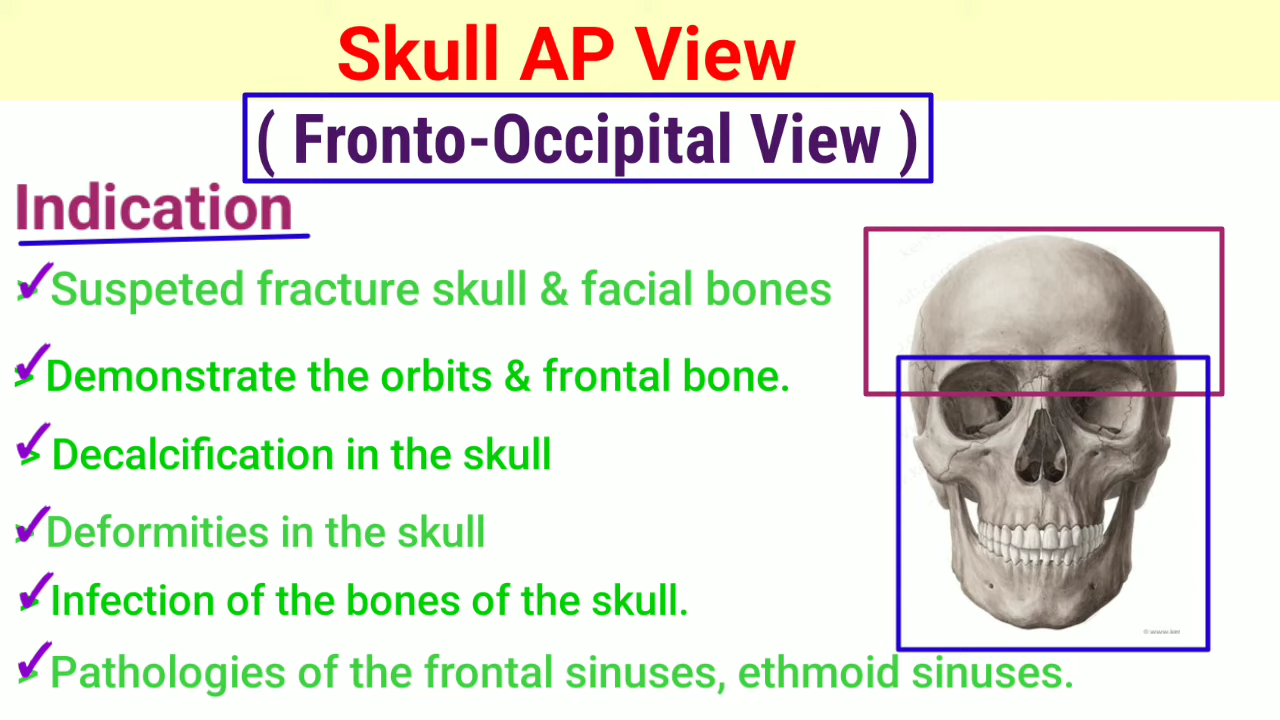 Skull AP View
( Fronto-Occipital View )
Indication
> Suspeted fracture skull & facial bones
> Demonstrate the orbits & frontal bone.
> Decalcification in the skull
> Deformities in the skull
> Infection of the bones of the skull.
> Pathologies of the frontal sinuses, ethmoid sinuses.